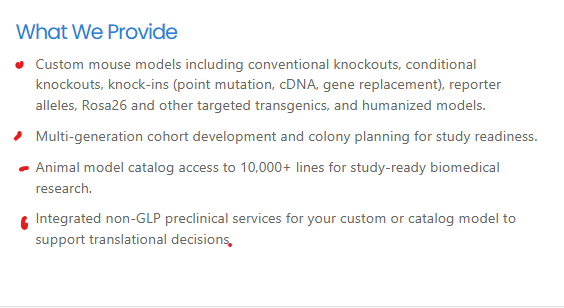 What We Provide
Custom mouse models including conventional knockouts, conditional
knockouts, knock-ins (point mutation, cDNA, gene replacement), reporter
alleles, Rosa26 and other targeted transgenics, and humanized models.
Multi-generation cohort development and colony planning for study readiness.
Animal model catalog access to 10,000+ lines for study-ready biomedical
research.
Integrated non-GLP preclinical services for your custom or catalog model to
support translational decisions.